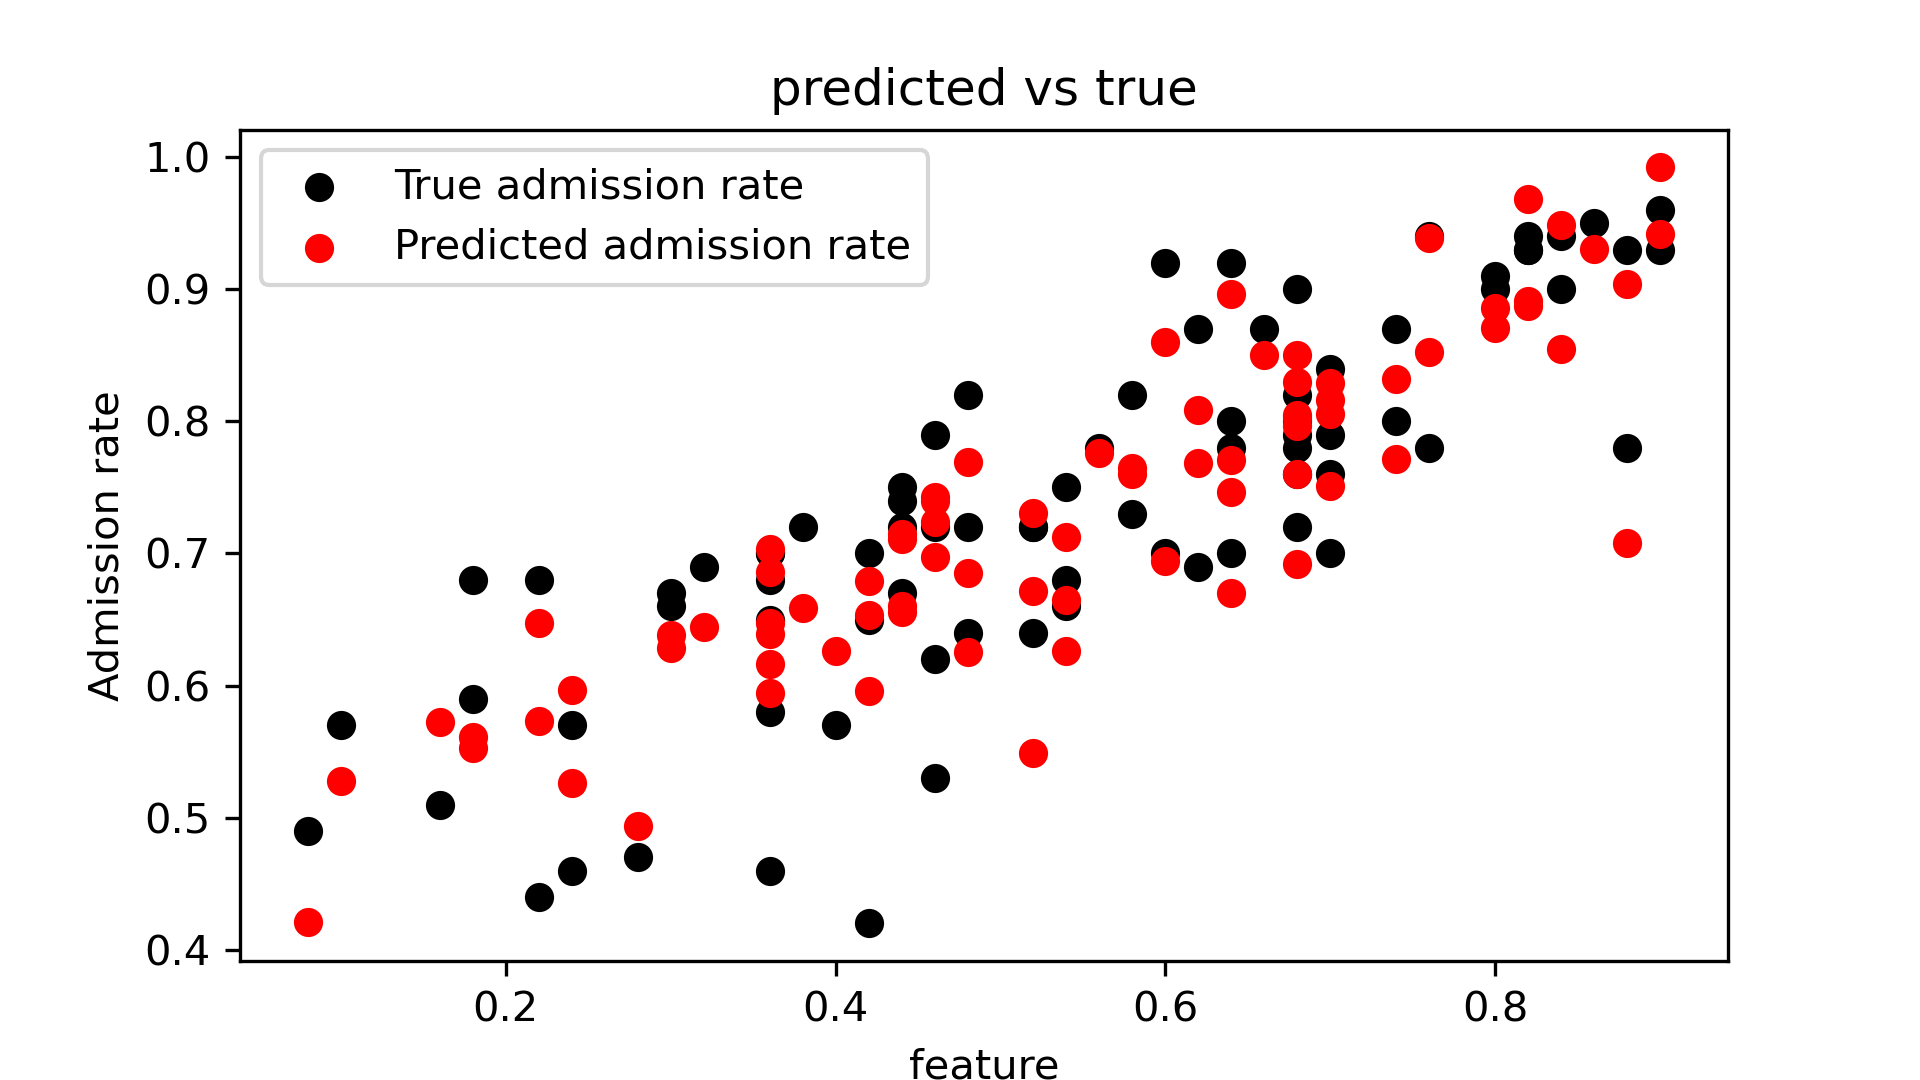 predicted vs true
True admission rate
Predicted admission rate
Admission rate
1.0
0.9
0.8
0.7
0.6
0.5
0.4
0.2 0.4 0.6 0.8
feature